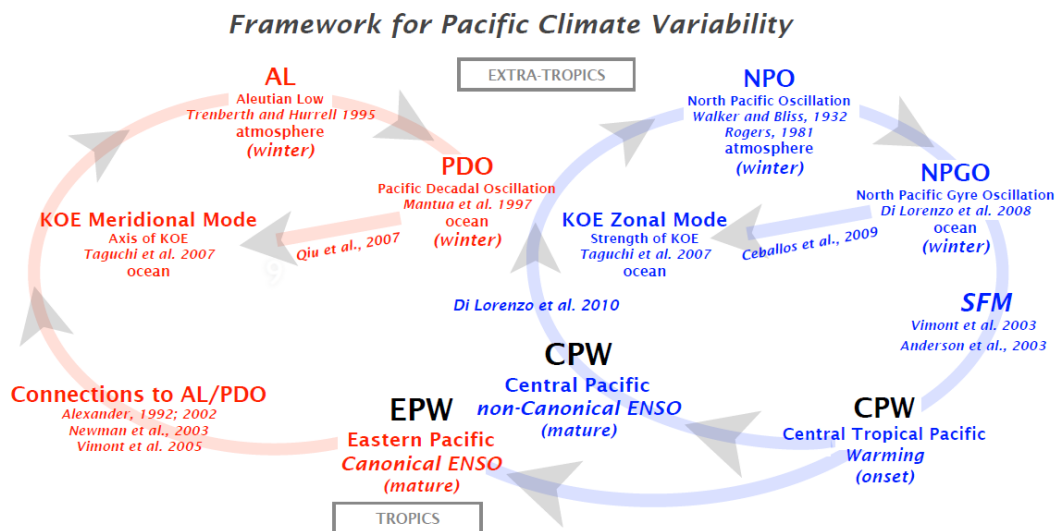 Framework for Pacific Climate Variability
EXTRA-TROPICS
AL
Aleutian Low
Trenberth and Hurrell 1995
atmosphere
(winter)
PDO
Pacific Decadal Oscillation
Mantua et al. 1997
ocean
(winter)
KOE Meridional Mode
Axis of KOE
Taguchi et al. 2007
ocean
Qiu et al., 2007
Connections to AL/PDO
Alexander, 1992; 2002
Newman et al., 2003
Vimont et al. 2005
EPW
Eastern Pacific
Canonical ENSO
(mature)
TROPICS
NPO
North Pacific Oscillation
Walker and Bliss, 1932
Rogers, 1981
atmosphere
(winter)
NPGO
North Pacific Gyre Oscillation
Di Lorenzo et al. 2008
ocean
(winter)
KOE Zonal Mode
Strength of KOE
Taguchi et al. 2007
ocean
Ceballos et al., 2009
Di Lorenzo et al. 2010
SFM
Vimont et al. 2003
Anderson et al., 2003
CPW
Central Pacific
non-Canonical ENSO
(mature)
CPW
Central Tropical Pacific
Warming
(onset)